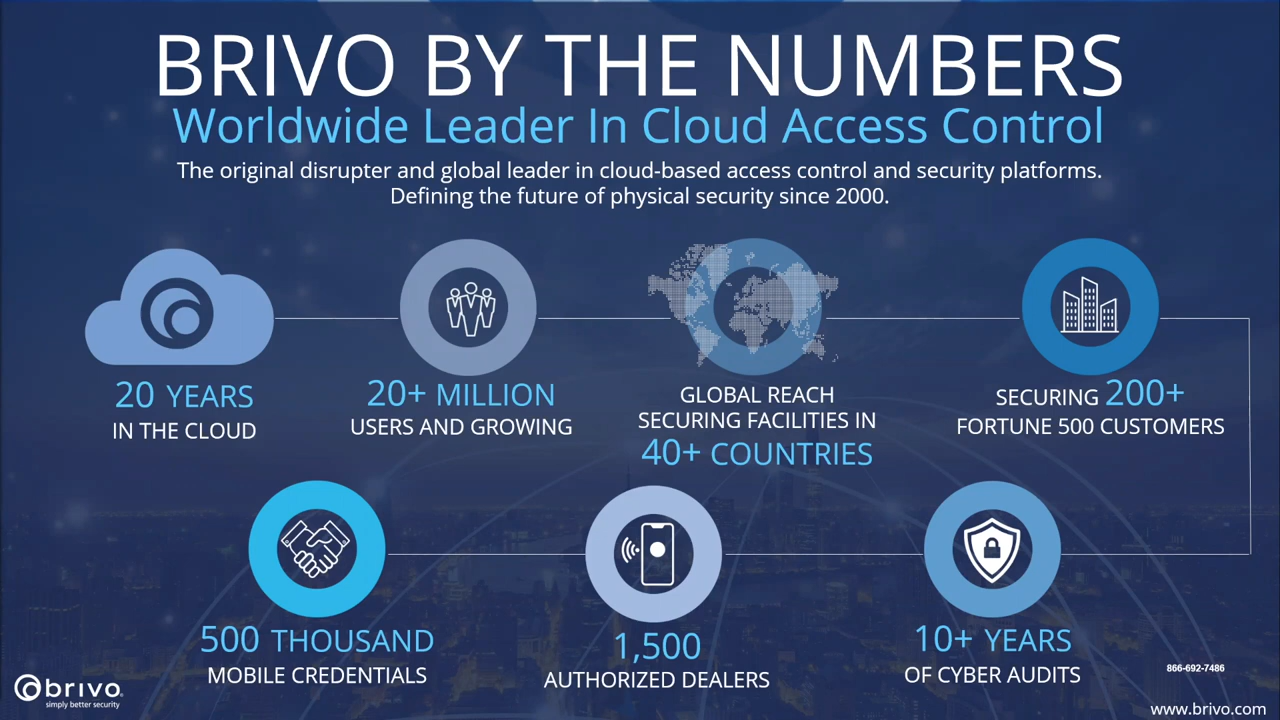 BRIVO BY THE NUMBERS
Worldwide Leader In Cloud Access Control
The original disrupter and global leader in cloud-based access control and security platforms.
Defining the future of physical security since 2000.
20 YEARS
IN THE CLOUD
20+ MILLION
USERS AND GROWING
GLOBAL REACH
SECURING FACILITIES IN
40+ COUNTRIES
SECURING 200+
FORTUNE 500 CUSTOMERS
500 THOUSAND
MOBILE CREDENTIALS
1,500
AUTHORIZED DEALERS
10+ YEARS
OF CYBER AUDITS
brivo®
simply better security
866-692-7486
www.brivo.com